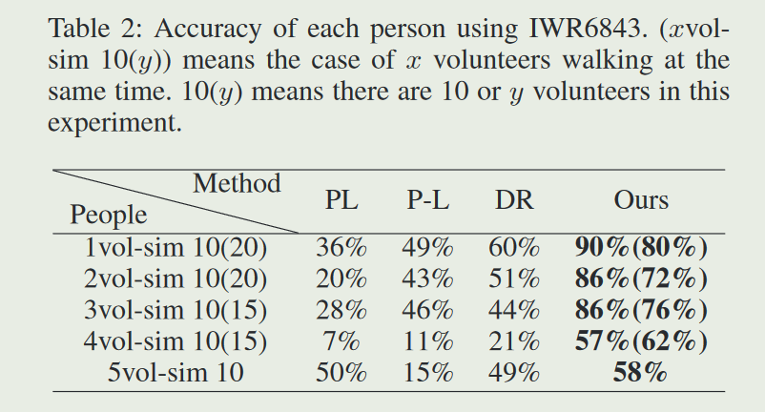 Table 2: Accuracy of each person using IWR6843. (xvol-
sim 10(y)) means the case of x volunteers walking at the
same time. 10(y) means there are 10 or y volunteers in this
experiment.
Method
People
PL P-L DR Ours
1vol-sim 10(20) 36% 49% 60% 90%(80%)
2vol-sim 10(20) 20% 43% 51% 86%(72%)
3vol-sim 10(15) 28% 46% 44% 86%(76%)
4vol-sim 10(15) 7% 11% 21% 57%(62%)
5vol-sim 10 50% 15% 49% 58%